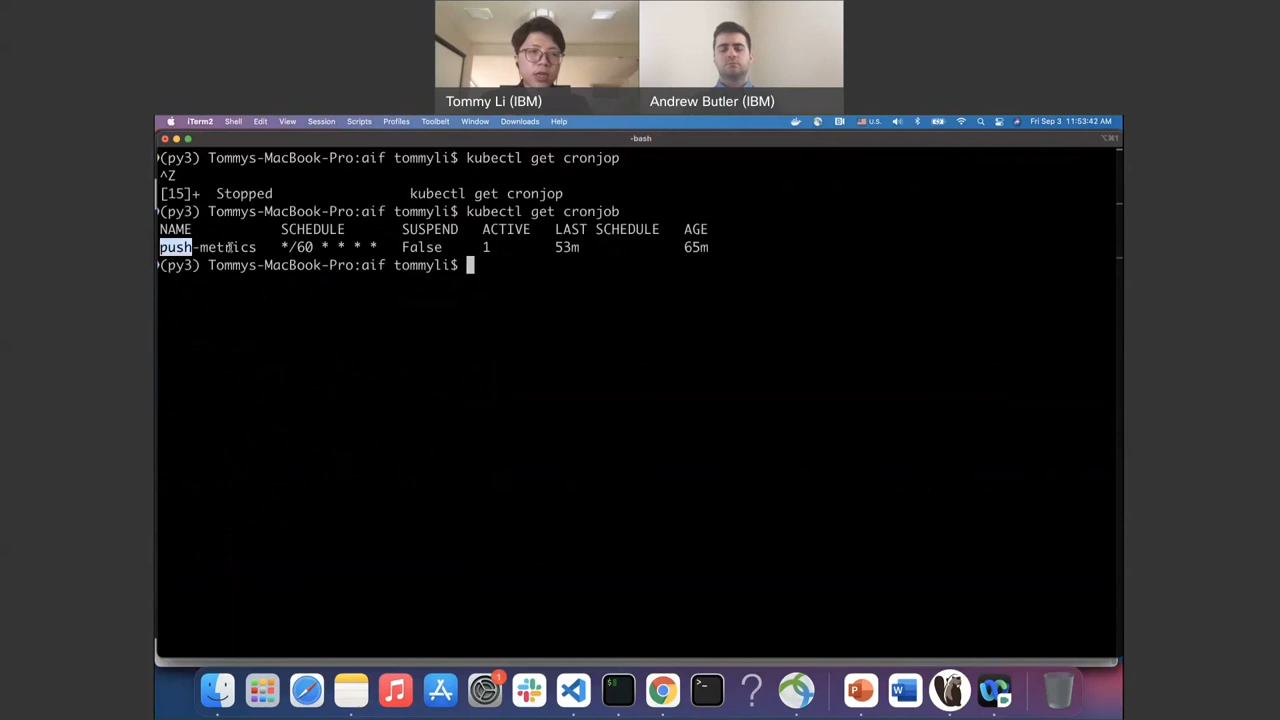 Tommy Li (IBM)
Andrew Butler (IBM)
iTerm2 Shell Edit View Session Scripts Profiles Toolbelt Window Downloads Help
U.S.
Fri Sep 3 11:53:42 AM
-bash
⌥⌘1
(py3) Tommys-MacBook-Pro:aif tommyli$ kubectl get cronjop
^Z
[15]+ Stopped kubectl get cronjop
(py3) Tommys-MacBook-Pro:aif tommyli$ kubectl get cronjob
NAME SCHEDULE SUSPEND ACTIVE LAST SCHEDULE AGE
push-metrics */60 * * * * False 1 53m 65m
(py3) Tommys-MacBook-Pro:aif tommyli$
1